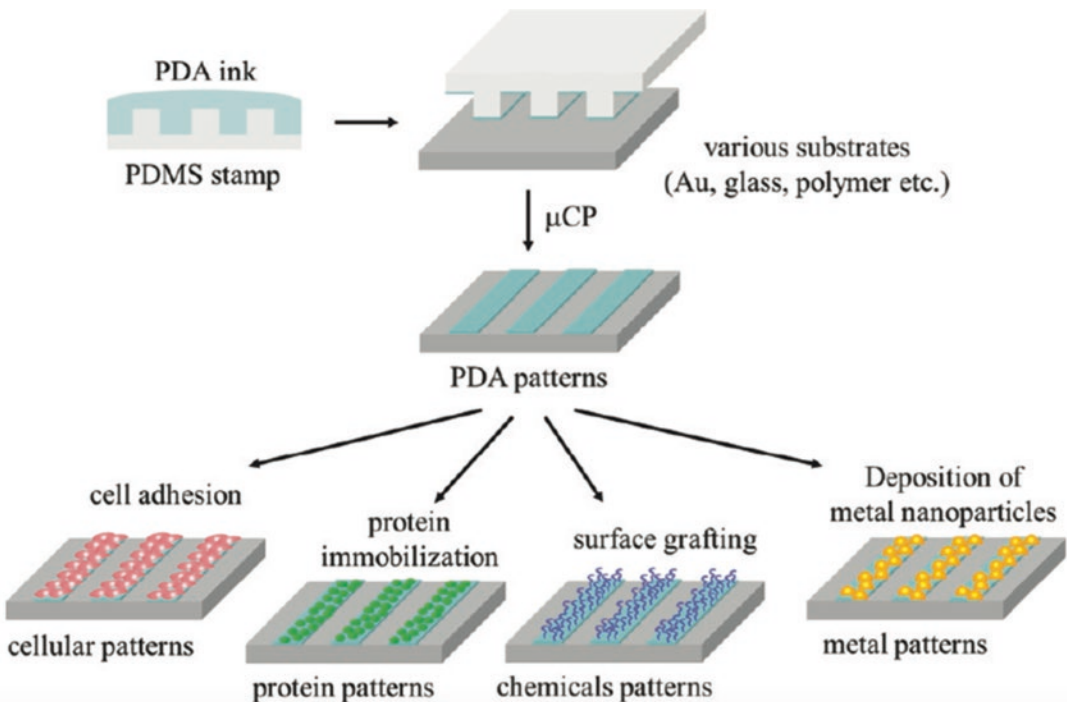 PDA ink
PDMS stamp
various substrates
(Au, glass, polymer etc.)
μCP
PDA patterns
cell adhesion
cellular patterns
protein
immobilization
protein patterns
surface grafting
chemicals patterns
Deposition of
metal nanoparticles
metal patterns